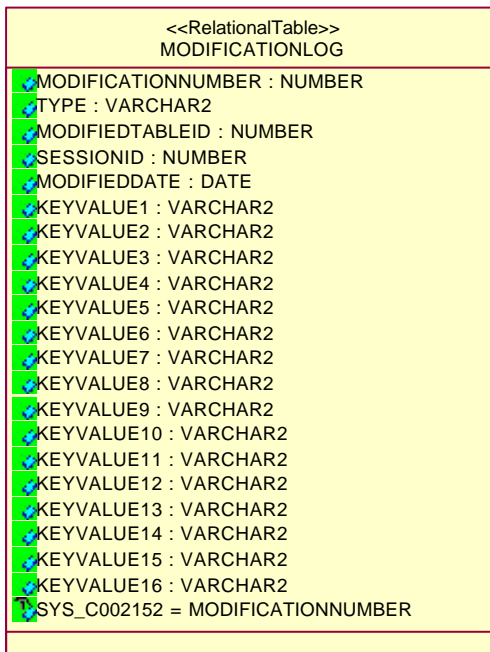 <<RelationalTable>>
MODIFICATIONLOG
MODIFICATIONNUMBER : NUMBER
TYPE : VARCHAR2
MODIFIEDTABLEID : NUMBER
SESSIONID : NUMBER
MODIFIEDDATE : DATE
KEYVALUE1 : VARCHAR2
KEYVALUE2 : VARCHAR2
KEYVALUE3 : VARCHAR2
KEYVALUE4 : VARCHAR2
KEYVALUE5 : VARCHAR2
KEYVALUE6 : VARCHAR2
KEYVALUE7 : VARCHAR2
KEYVALUE8 : VARCHAR2
KEYVALUE9 : VARCHAR2
KEYVALUE10 : VARCHAR2
KEYVALUE11 : VARCHAR2
KEYVALUE12 : VARCHAR2
KEYVALUE13 : VARCHAR2
KEYVALUE14 : VARCHAR2
KEYVALUE15 : VARCHAR2
KEYVALUE16 : VARCHAR2
SYS_C002152 = MODIFICATIONNUMBER